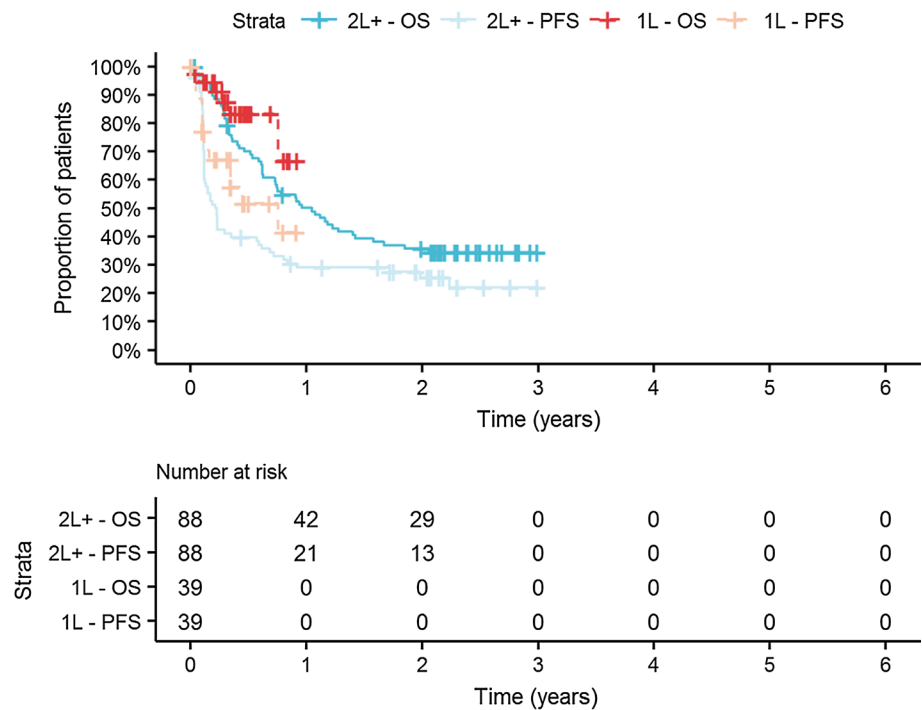 Strata 2L+ - OS 2L+ - PFS 1L - OS 1L - PFS
Proportion of patients
100%
90%
80%
70%
60%
50%
40%
30%
20%
10%
0%
0 1 2 3 4 5 6
Time (years)
Number at risk
Strata
2L+ - OS 88 42 29 0 0 0 0
2L+ - PFS 88 21 13 0 0 0 0
1L - OS 39 0 0 0 0 0 0
1L - PFS 39 0 0 0 0 0 0
0 1 2 3 4 5 6
Time (years)